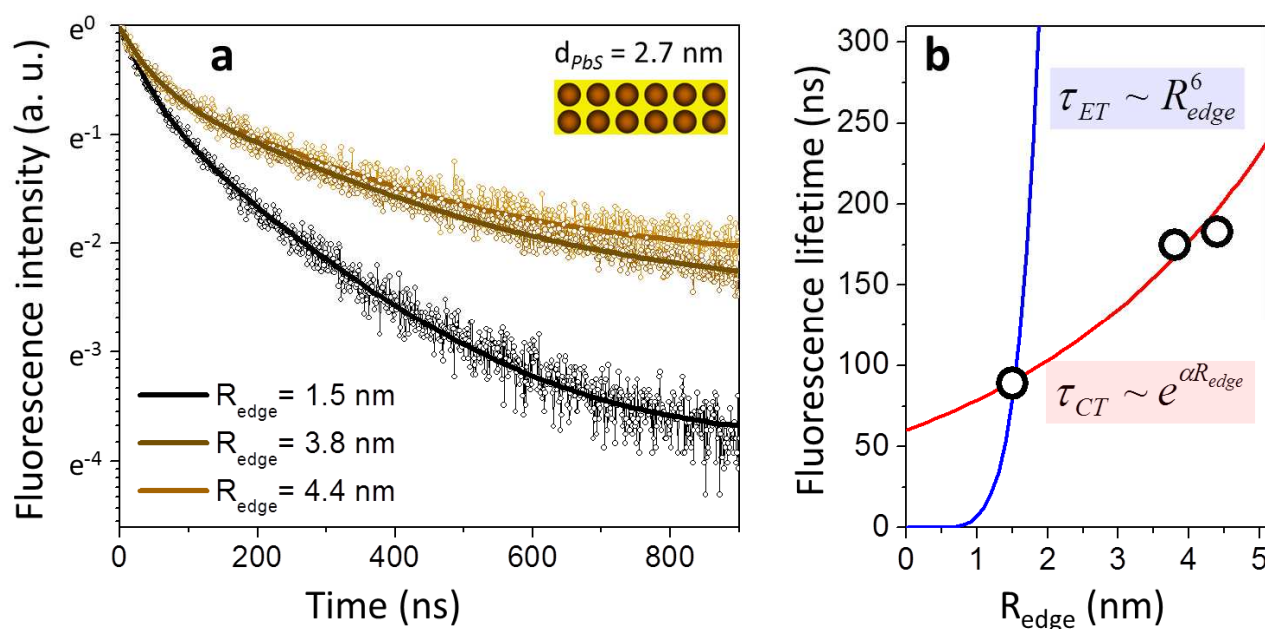 a
d_PbS = 2.7 nm
Fluorescence intensity (a. u.)
e^0
e^-1
e^-2
e^-3
e^-4
R_edge = 1.5 nm
R_edge = 3.8 nm
R_edge = 4.4 nm
0 200 400 600 800
Time (ns)
b
τ_ET ~ R_edge^6
τ_CT ~ e^αR_edge
Fluorescence lifetime (ns)
300
250
200
150
100
50
0
0 1 2 3 4 5
R_edge (nm)